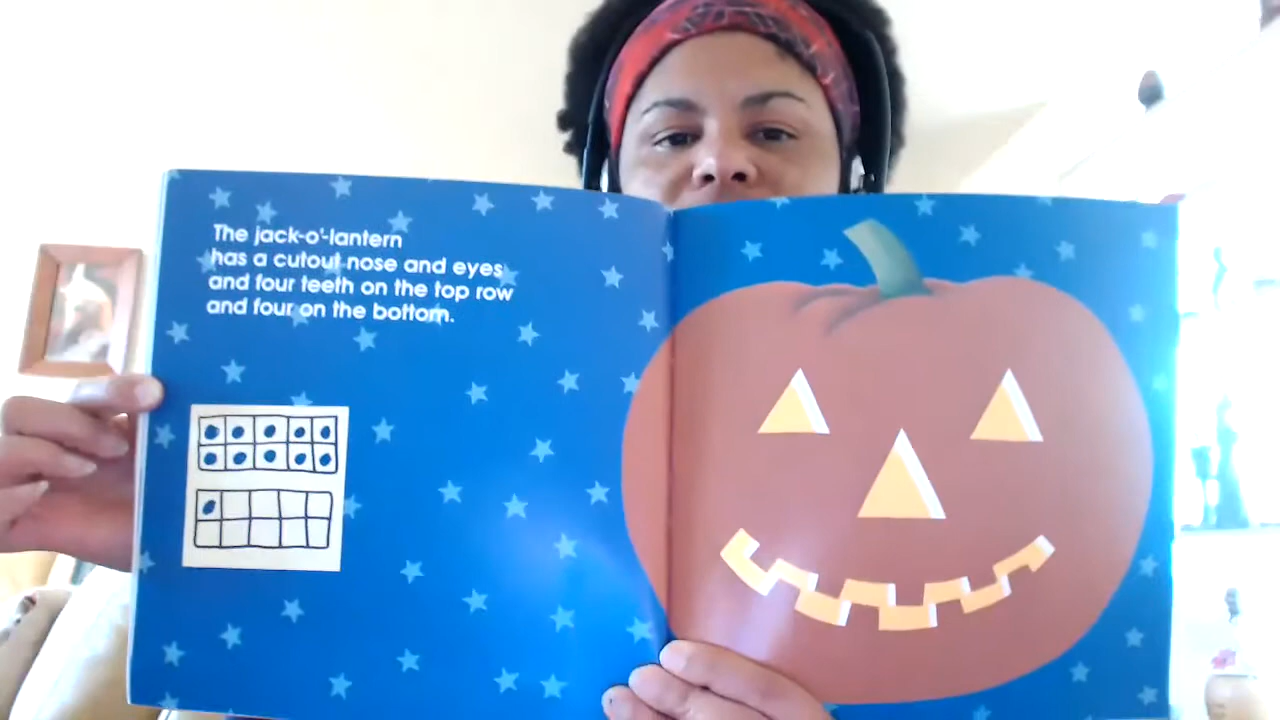 The jack-o'-lantern
has a cutout nose and eyes
and four teeth on the top row
and four on the bottom.